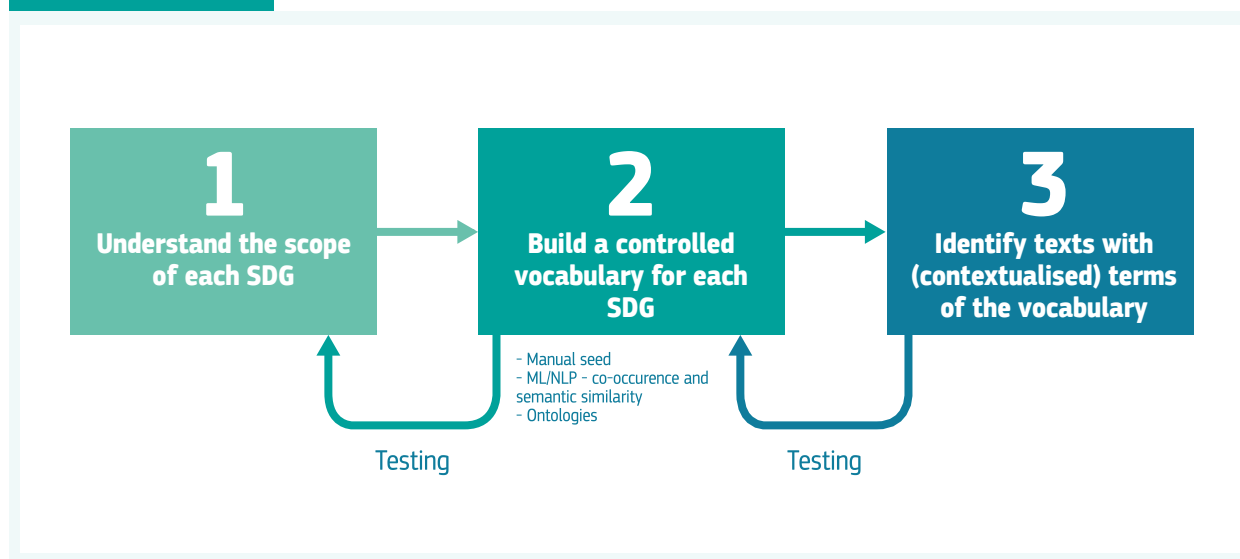 1
Understand the scope
of each SDG
2
Build a controlled
vocabulary for each
SDG
3
Identify texts with
(contextualised) terms
of the vocabulary
- Manual seed
- ML/NLP - co-occurence and
semantic similarity
- Ontologies
Testing
Testing